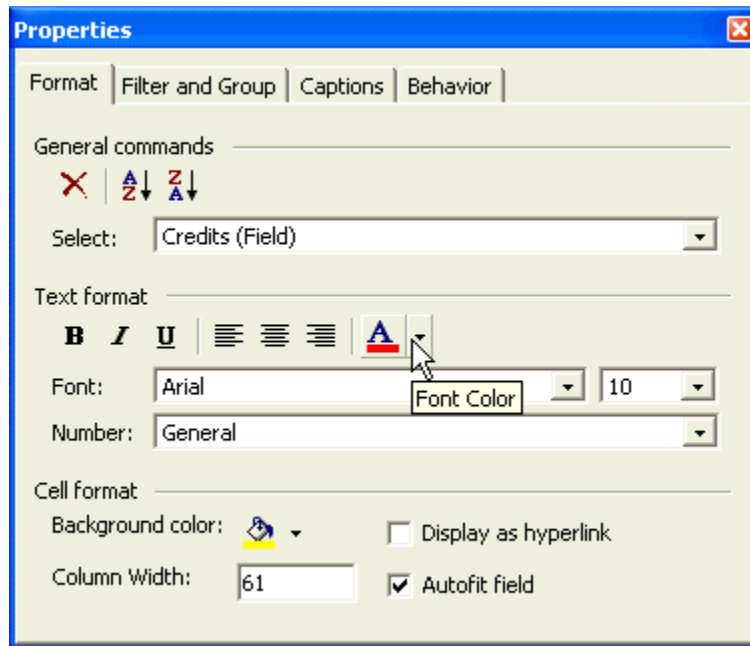 Properties
Format Filter and Group Captions Behavior
General commands
A Z Z A
Select: Credits (Field)
Text format
B I U A
Font: Arial 10
Font Color
Number: General
Cell format
Background color: Display as hyperlink
Column Width: 61 Autofit field